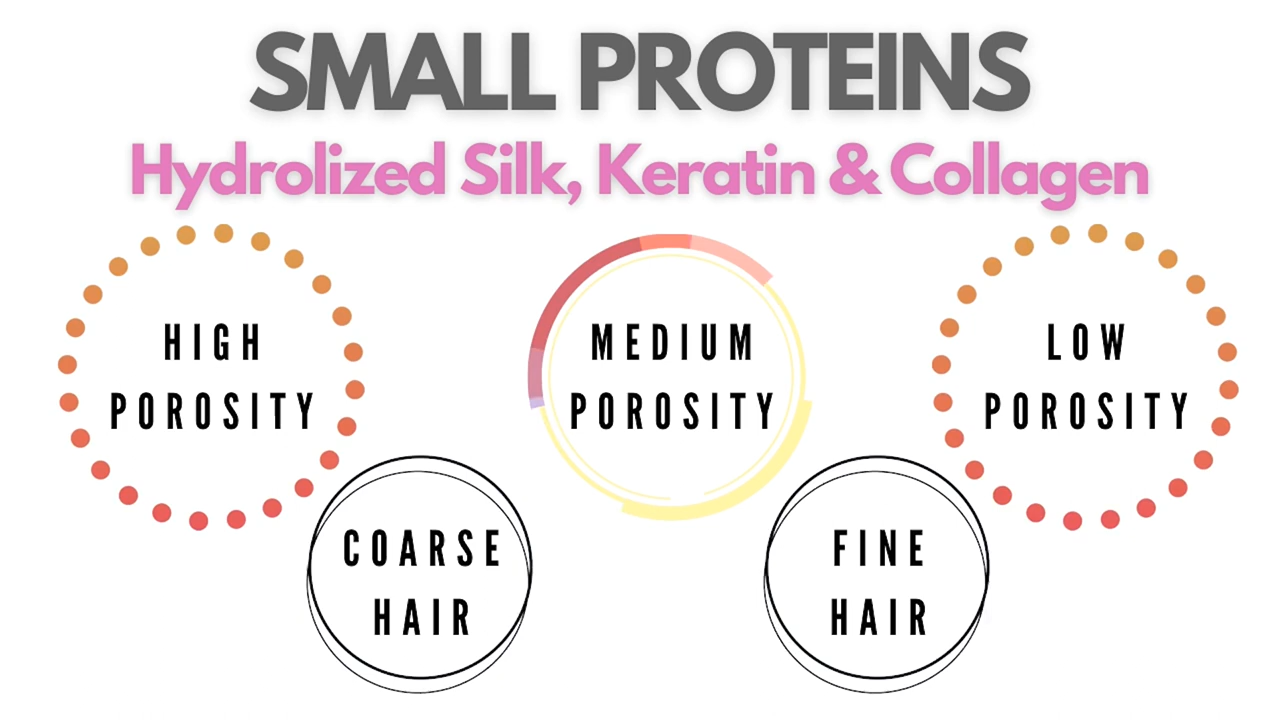 SMALL PROTEINS
Hydrolized Silk, Keratin & Collagen
HIGH
POROSITY
MEDIUM
POROSITY
LOW
POROSITY
COARSE
HAIR
FINE
HAIR